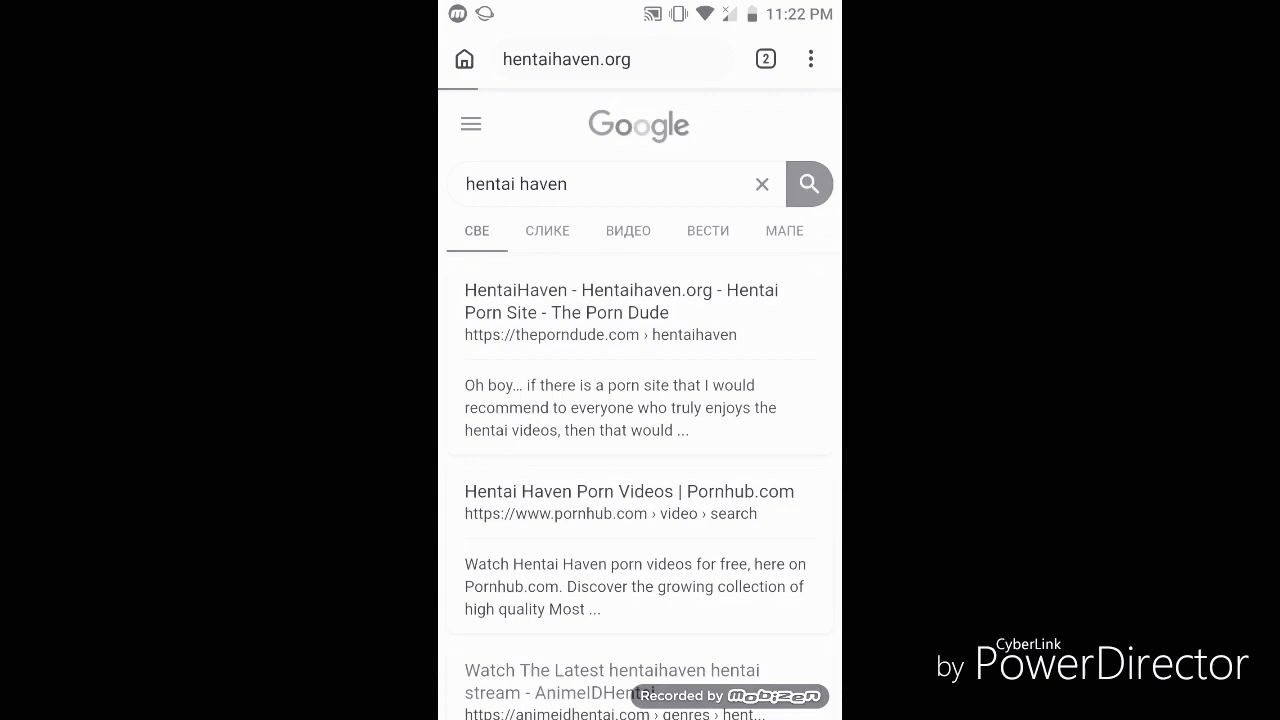 11:22 PM
hentaihaven.org
2
Google
hentai haven
СВЕ СЛИКЕ ВИДЕО ВЕСТИ МАПЕ
HentaiHaven - Hentaihaven.org - Hentai
Porn Site - The Porn Dude
https://theporndude.com › hentaihaven
Oh boy... if there is a porn site that I would
recommend to everyone who truly enjoys the
hentai videos, then that would ...
Hentai Haven Porn Videos | Pornhub.com
https://www.pornhub.com › video › search
Watch Hentai Haven porn videos for free, here on
Pornhub.com. Discover the growing collection of
high quality Most ...
Watch The Latest hentaihaven hentai
stream - AnimeIDHentai
https://animeidhentai.com › genres › hent...
Recorded by mobizen
CyberLink
by PowerDirector